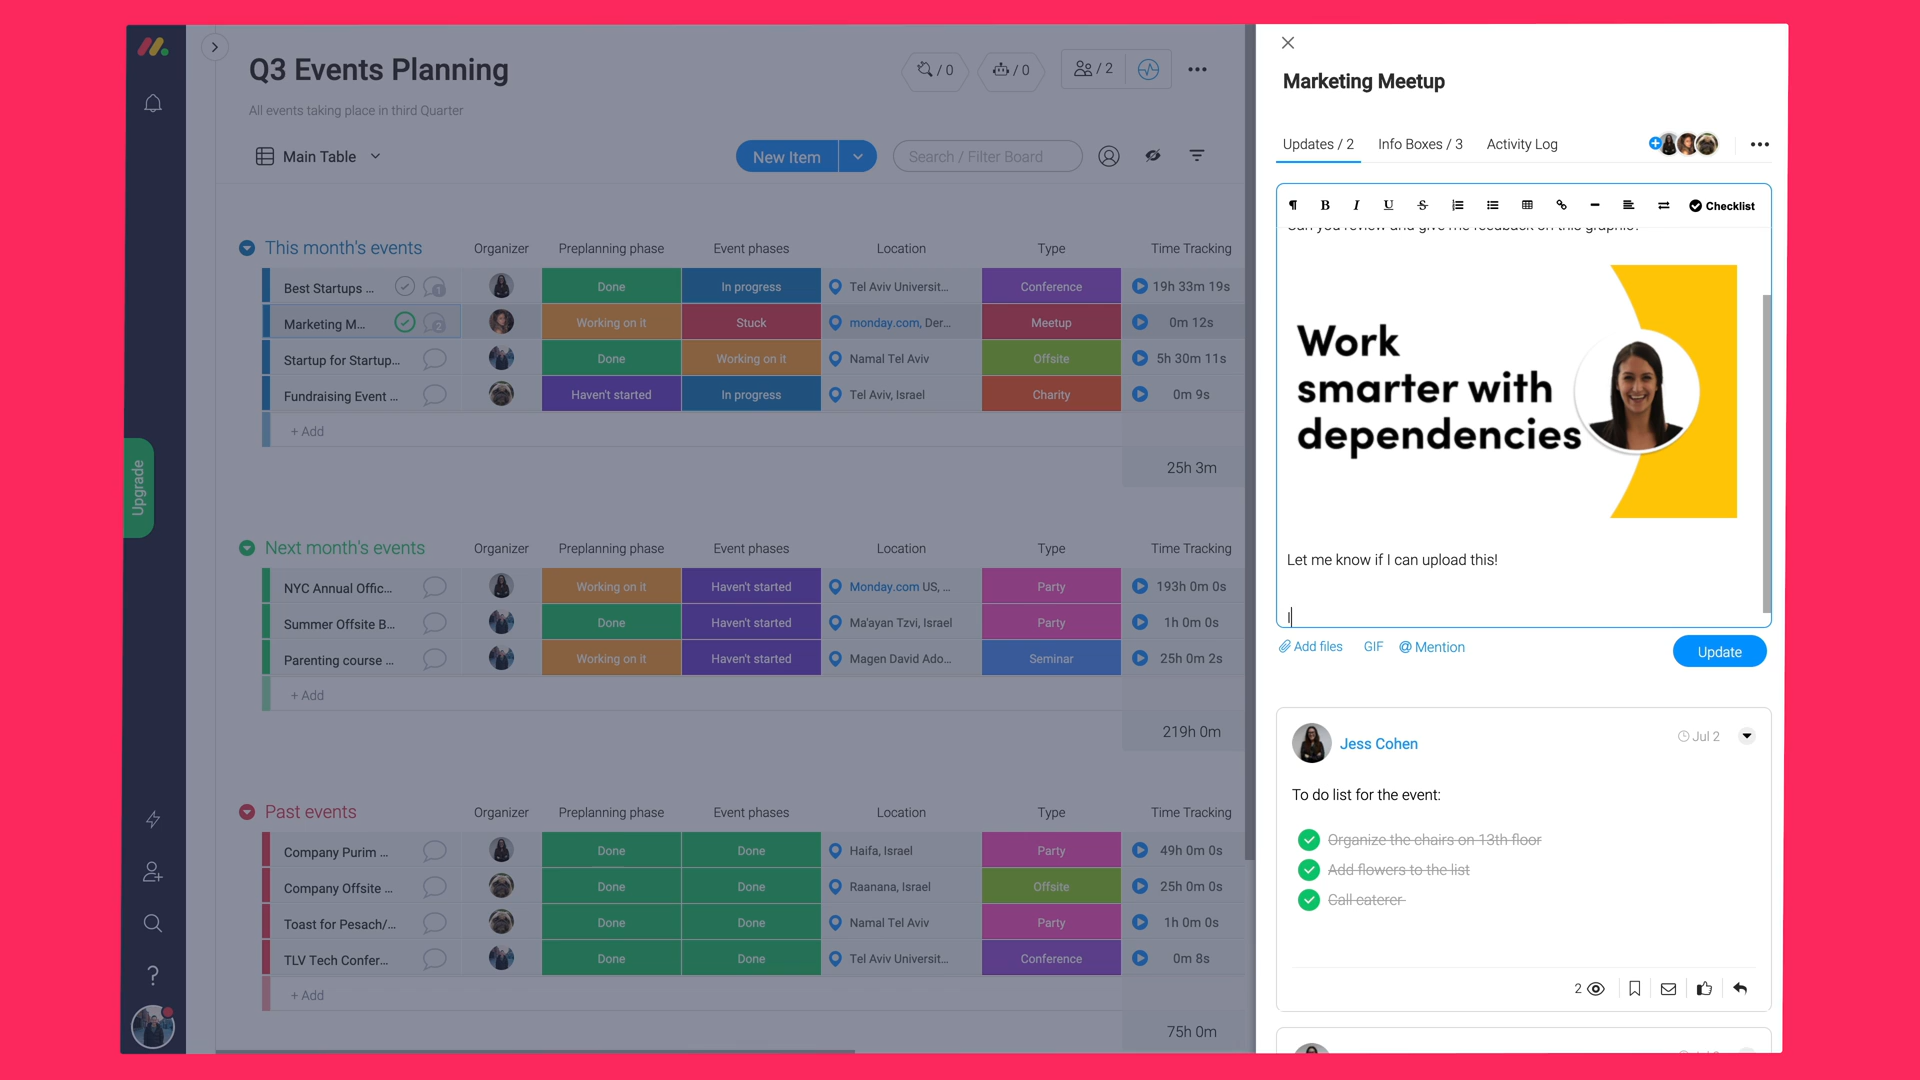 Q3 Events Planning
/ 0
/ 0
/ 2
All events taking place in third Quarter
Main Table
New Item
Search / Filter Board
Upgrade
This month's events Organizer Preplanning phase Event phases Location Type Time Tracking
Best Startups ... 1 Done In progress Tel Aviv Universit... Conference 19h 33m 19s
Marketing M... 2 Working on it Stuck monday.com, Der... Meetup 0m 12s
Startup for Startup... Done Working on it Namal Tel Aviv Offsite 5h 30m 11s
Fundraising Event ... Haven't started In progress Tel Aviv, Israel Charity 0m 9s
+ Add
25h 3m
Next month's events Organizer Preplanning phase Event phases Location Type Time Tracking
NYC Annual Offic... Working on it Haven't started Monday.com US, ... Party 193h 0m 0s
Summer Offsite B... Done Haven't started Ma'ayan Tzvi, Israel Party 1h 0m 0s
Parenting course ... Working on it Haven't started Magen David Ado... Seminar 25h 0m 2s
+ Add
219h 0m
Past events Organizer Preplanning phase Event phases Location Type Time Tracking
Company Purim ... Done Done Haifa, Israel Party 49h 0m 0s
Company Offsite ... Done Done Raanana, Israel Offsite 25h 0m 0s
Toast for Pesach/... Done Done Namal Tel Aviv Party 1h 0m 0s
TLV Tech Confer... Done Done Tel Aviv Universit... Conference 0m 8s
+ Add
75h 0m
Marketing Meetup
Updates / 2 Info Boxes / 3 Activity Log
B I U S Checklist
Can you review and give me feedback on this graphic?
Work
smarter with
dependencies
Let me know if I can upload this!
Add files GIF @ Mention Update
Jess Cohen Jul 2
To do list for the event:
Organize the chairs on 13th floor
Add flowers to the list
Call caterer
2